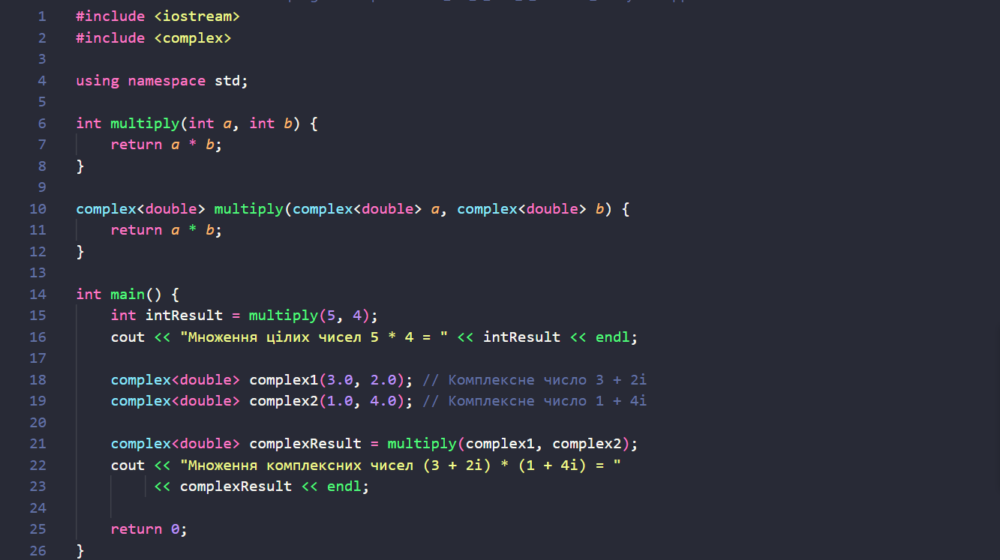 1 #include <iostream>
2 #include <complex>
3
4 using namespace std;
5
6 int multiply(int a, int b) {
7     return a * b;
8 }
9
10 complex<double> multiply(complex<double> a, complex<double> b) {
11     return a * b;
12 }
13
14 int main() {
15     int intResult = multiply(5, 4);
16     cout << "Множення цілих чисел 5 * 4 = " << intResult << endl;
17
18     complex<double> complex1(3.0, 2.0); // Комплексне число 3 + 2i
19     complex<double> complex2(1.0, 4.0); // Комплексне число 1 + 4i
20
21     complex<double> complexResult = multiply(complex1, complex2);
22     cout << "Множення комплексних чисел (3 + 2i) * (1 + 4i) = "
23          << complexResult << endl;
24
25     return 0;
26 }